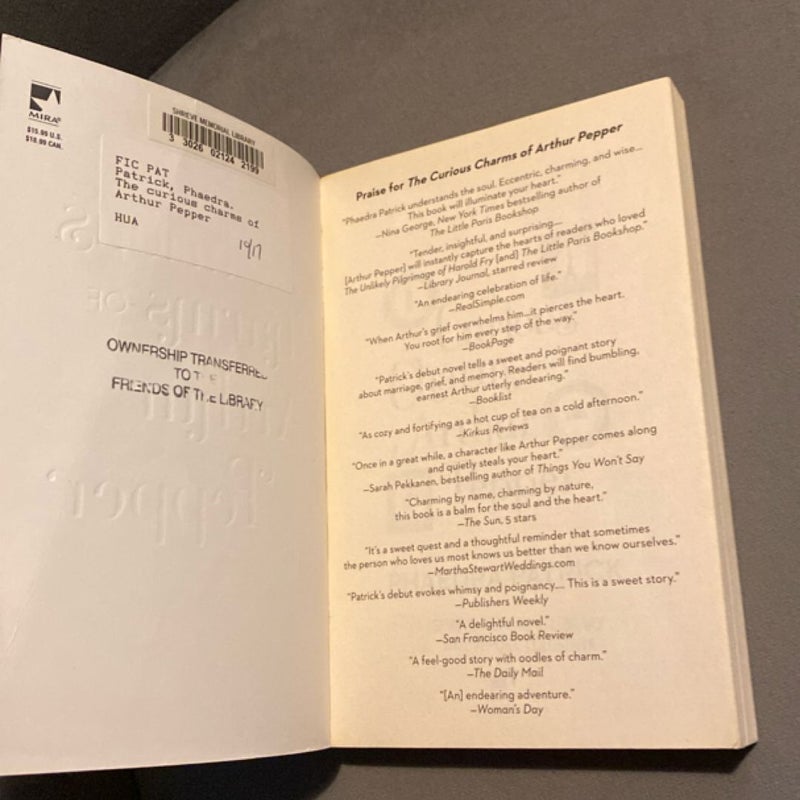 MIRA®
$15.99 U.S.
$18.99 CAN.
SHREVE MEMORIAL LIBRARY
3 3026 02124 2199
FIC PAT
Patrick, Phaedra.
The curious charms of
Arthur Pepper
HUA
OWNERSHIP TRANSFERRED
TO THE
FRIENDS OF THE LIBRARY
Praise for The Curious Charms of Arthur Pepper
"Phaedra Patrick understands the soul. Eccentric, charming, and wise...
This book will illuminate your heart."
—Nina George, New York Times bestselling author of
The Little Paris Bookshop
"Tender, insightful, and surprising....
[Arthur Pepper] will instantly capture the hearts of readers who loved
The Unlikely Pilgrimage of Harold Fry [and] The Little Paris Bookshop."
—Library Journal, starred review
"An endearing celebration of life."
—RealSimple.com
"When Arthur's grief overwhelms him...it pierces the heart.
You root for him every step of the way."
—BookPage
"Patrick's debut novel tells a sweet and poignant story
about marriage, grief, and memory. Readers will find bumbling,
earnest Arthur utterly endearing."
—Booklist
"As cozy and fortifying as a hot cup of tea on a cold afternoon."
—Kirkus Reviews
"Once in a great while, a character like Arthur Pepper comes along
and quietly steals your heart."
—Sarah Pekkanen, bestselling author of Things You Won't Say
"Charming by name, charming by nature,
this book is a balm for the soul and the heart."
—The Sun, 5 stars
"It's a sweet quest and a thoughtful reminder that sometimes
the person who loves us most knows us better than we know ourselves."
—MarthaStewartWeddings.com
"Patrick's debut evokes whimsy and poignancy.... This is a sweet story."
—Publishers Weekly
"A delightful novel."
—San Francisco Book Review
"A feel-good story with oodles of charm."
—The Daily Mail
"[An] endearing adventure."
—Woman's Day